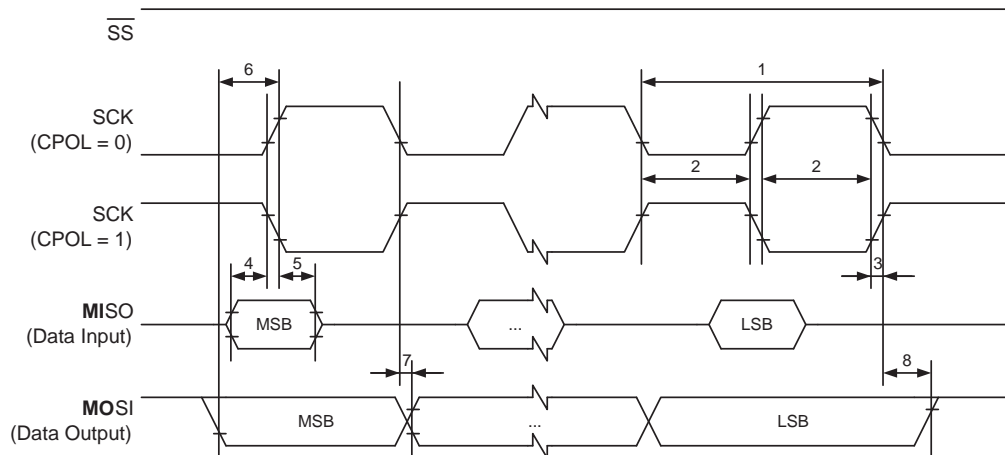 SS
6
1
SCK
(CPOL = 0)
2
2
SCK
(CPOL = 1)
4
5
3
MISO
(Data Input)
MSB
...
LSB
7
8
MOSI
(Data Output)
MSB
...
LSB